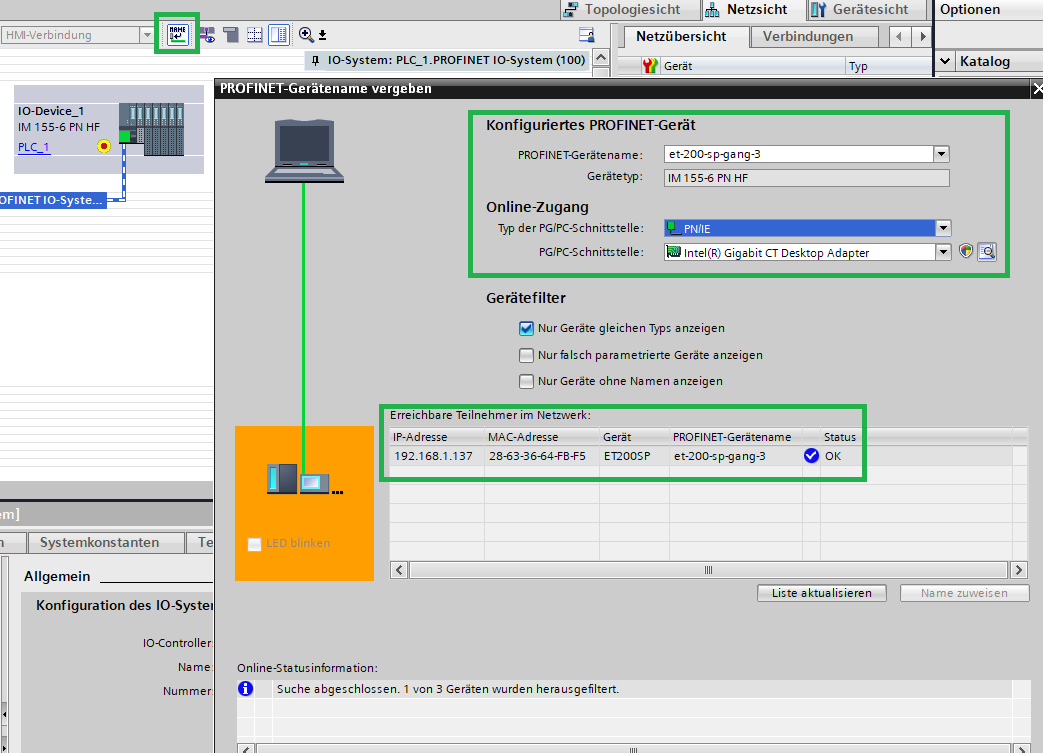 Topologiesicht
Netzsicht
Gerätesicht
Optionen
HMI-Verbindung
NAME
Netzübersicht
Verbindungen
IO-System: PLC_1.PROFINET IO-System (100)
Gerät
Typ
Katalog
PROFINET-Gerätename vergeben
IO-Device_1
IM 155-6 PN HF
PLC_1
OFINET IO-Syste...
Konfiguriertes PROFINET-Gerät
PROFINET-Gerätename:
et-200-sp-gang-3
Gerätetyp:
IM 155-6 PN HF
Online-Zugang
Typ der PG/PC-Schnittstelle:
PN/IE
PG/PC-Schnittstelle:
Intel(R) Gigabit CT Desktop Adapter
Gerätefilter
Nur Geräte gleichen Typs anzeigen
Nur falsch parametrierte Geräte anzeigen
Nur Geräte ohne Namen anzeigen
Erreichbare Teilnehmer im Netzwerk:
IP-Adresse MAC-Adresse Gerät PROFINET-Gerätename Status
192.168.1.137 28-63-36-64-FB-F5 ET200SP et-200-sp-gang-3 OK
LED blinken
Liste aktualisieren
Name zuweisen
em]
n
Systemkonstanten
Te
Allgemein
Konfiguration des IO-Syster
IO-Controller:
Name:
Nummer:
Online-Statusinformation:
Suche abgeschlossen. 1 von 3 Geräten wurden herausgefiltert.